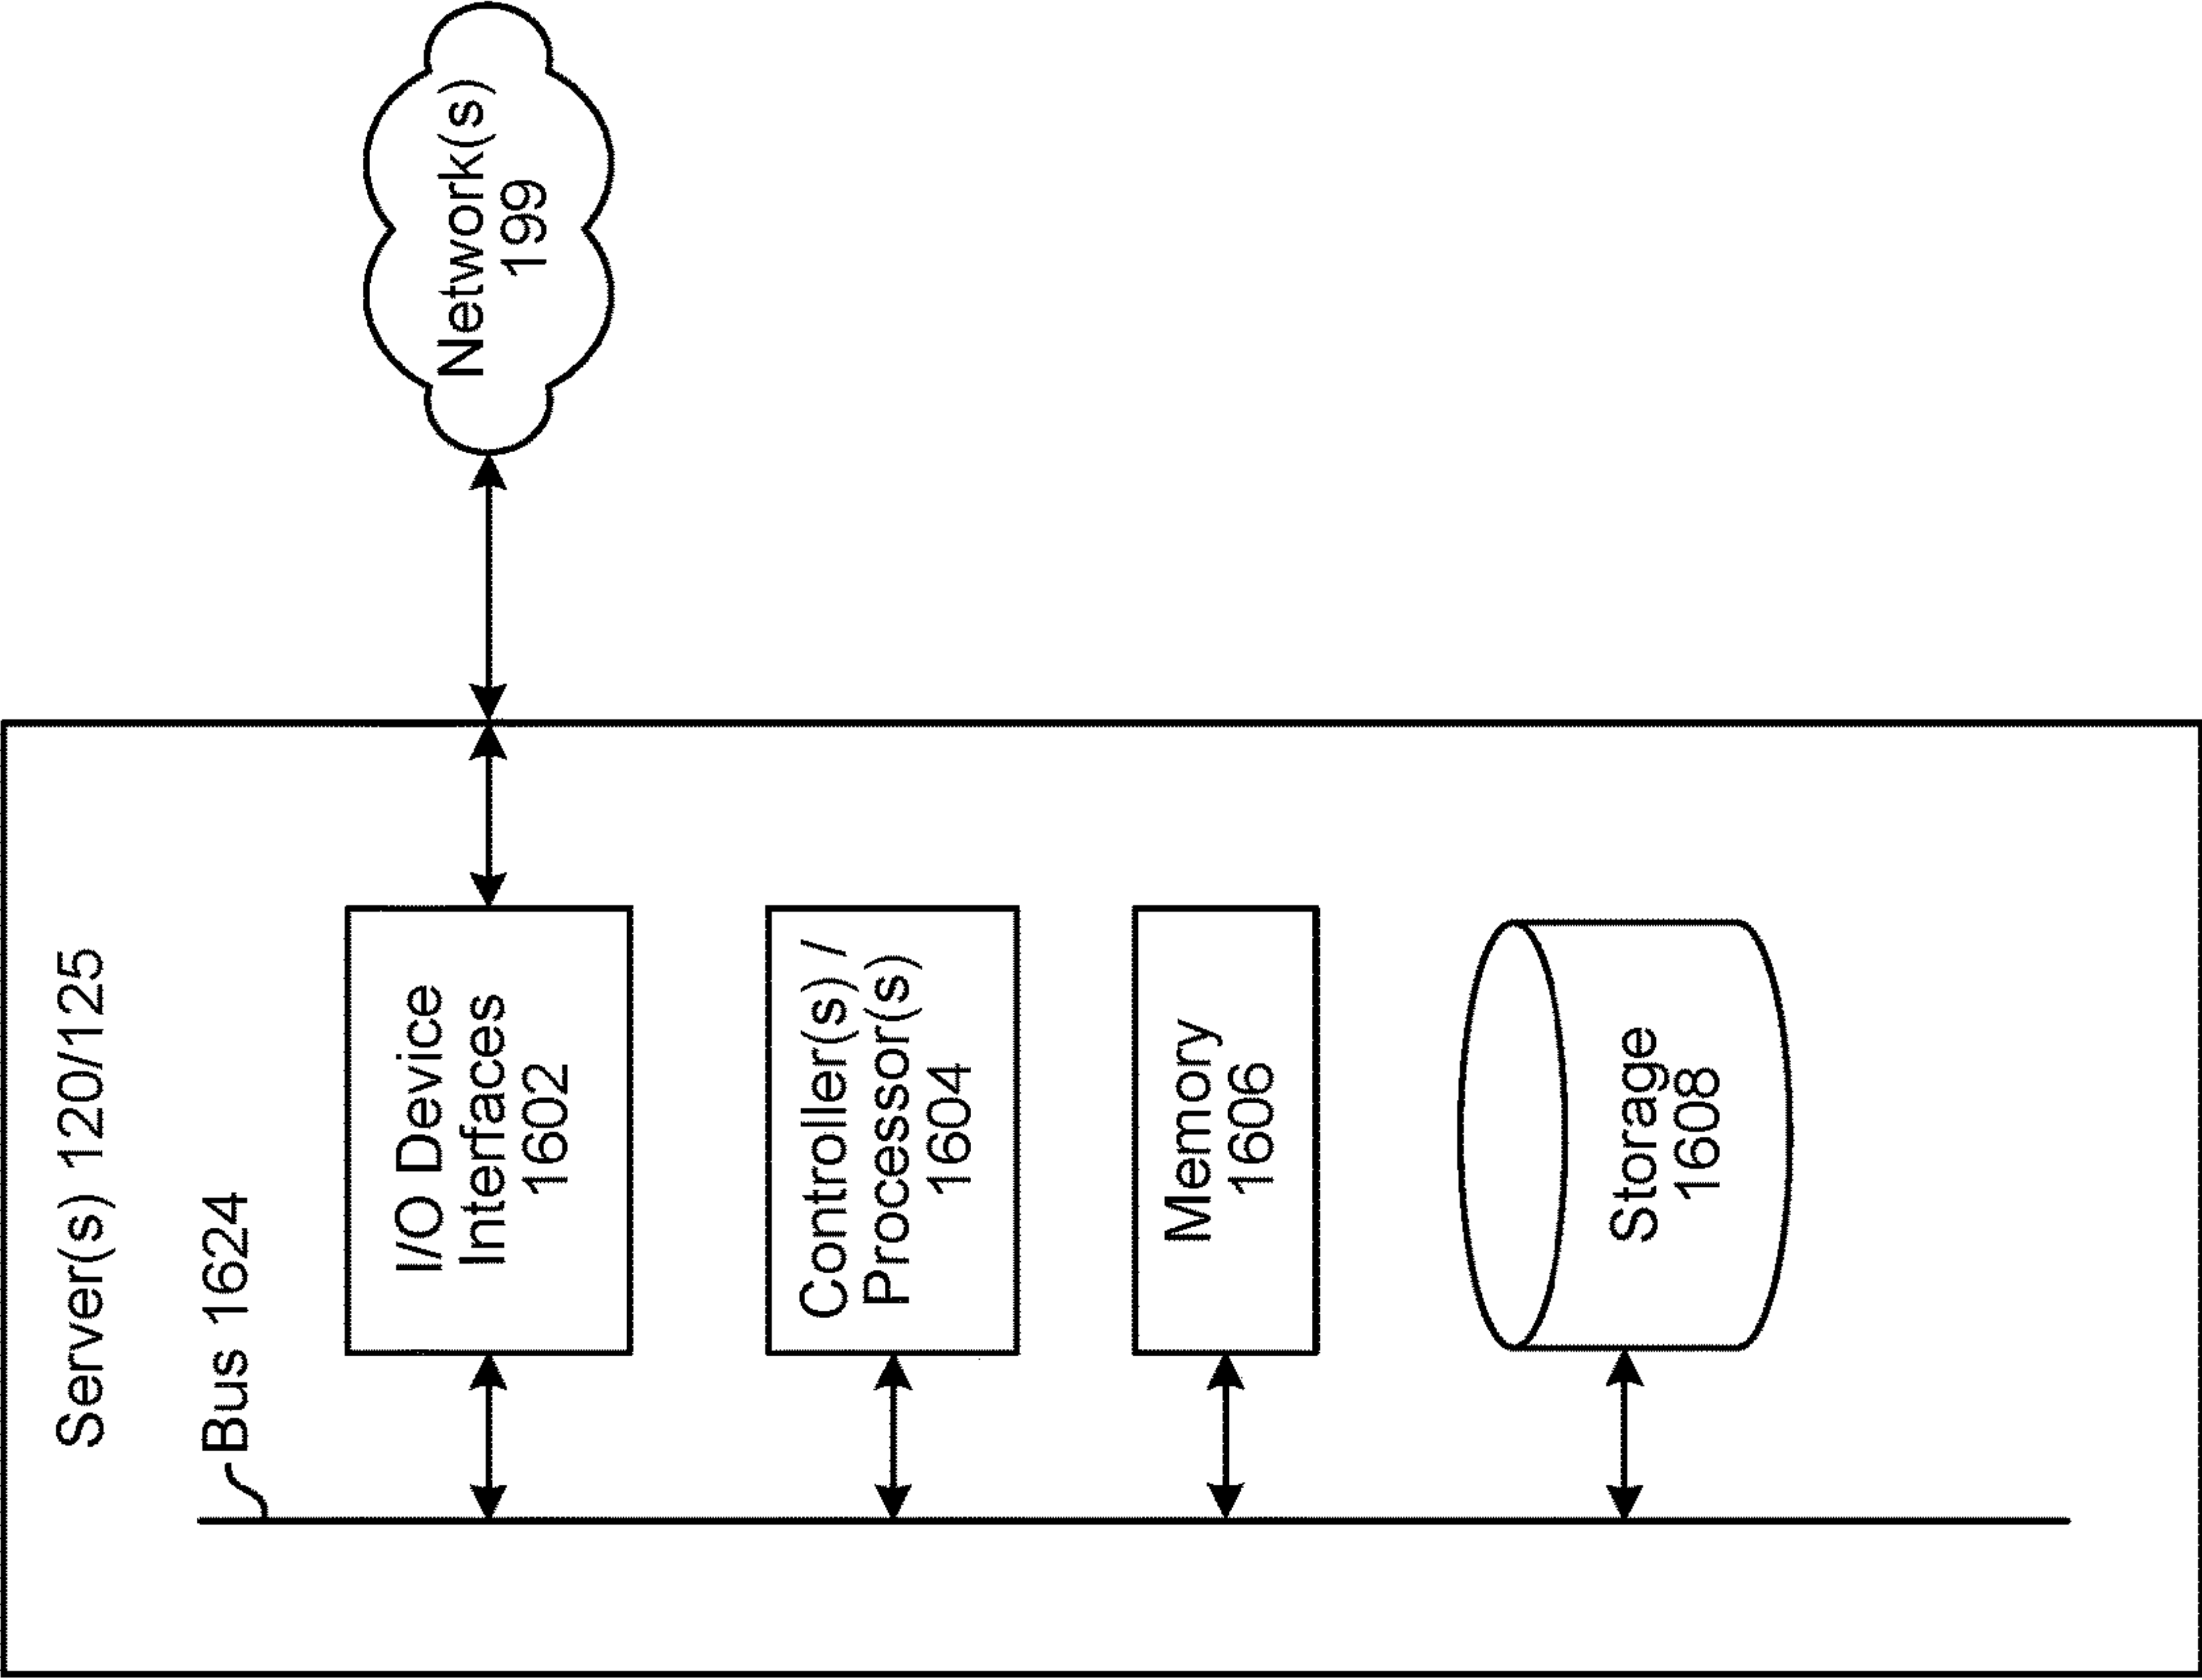 Server(s) 120/125
Bus 1624
I/O Device
Interfaces
1602
Network(s)
199
Controller(s) /
Processor(s)
1604
Memory
1606
Storage
1608